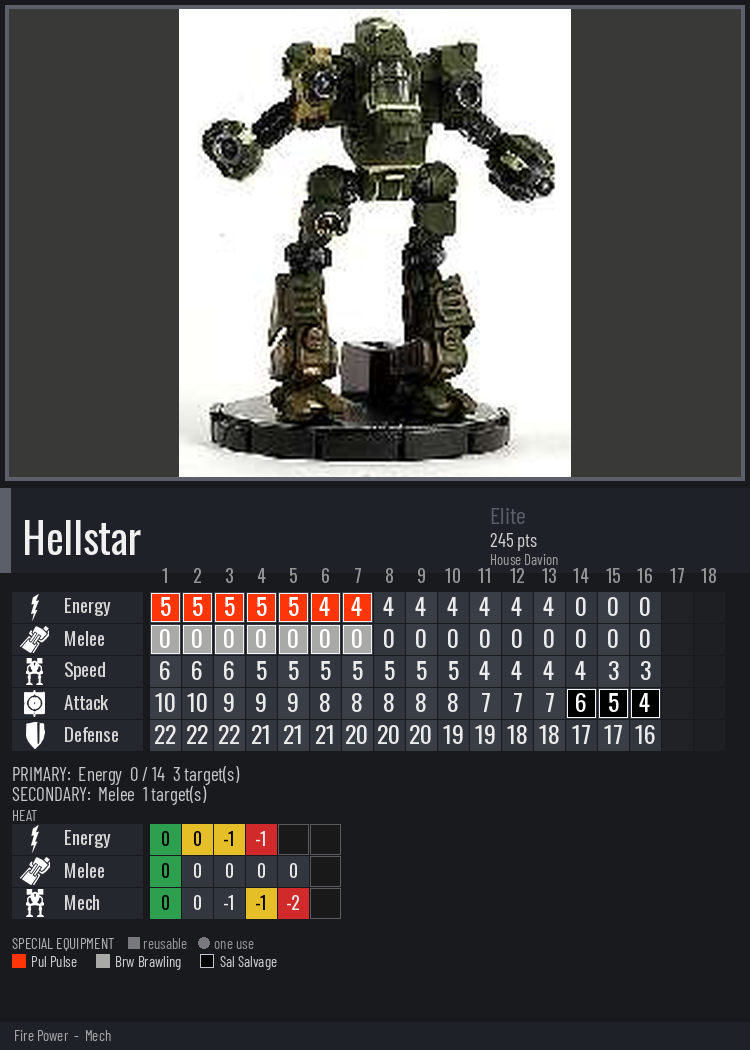 Hellstar
Elite
245 pts
House Davion
1 2 3 4 5 6 7 8 9 10 11 12 13 14 15 16 17 18
Energy 5 5 5 5 5 4 4 4 4 4 4 4 4 0 0 0
Melee 0 0 0 0 0 0 0 0 0 0 0 0 0 0 0 0
Speed 6 6 6 5 5 5 5 5 5 5 4 4 4 4 3 3
Attack 10 10 9 9 9 8 8 8 8 8 7 7 7 6 5 4
Defense 22 22 22 21 21 21 20 20 20 19 19 18 18 17 17 16
PRIMARY: Energy 0 / 14 3 target(s)
SECONDARY: Melee 1 target(s)
HEAT
Energy 0 0 -1 -1
Melee 0 0 0 0 0
Mech 0 0 -1 -1 -2
SPECIAL EQUIPMENT reusable one use
Pul Pulse Brw Brawling Sal Salvage
Fire Power - Mech